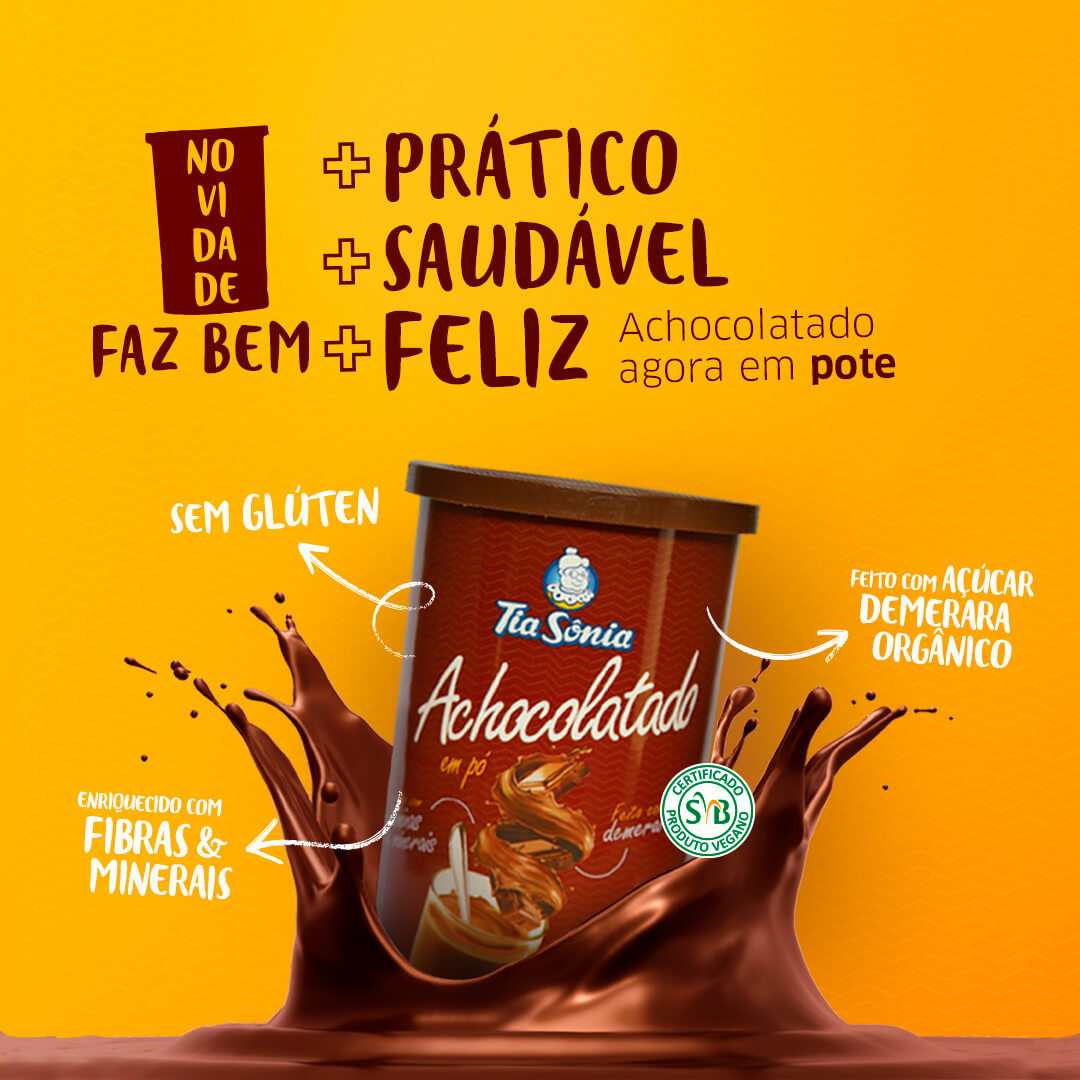 NO
VI
DA
DE
+ PRÁTICO
+ SAUDÁVEL
FAZ BEM + FELIZ
Achocolatado
agora em pote
SEM GLÚTEN
FEITO COM AÇÚCAR
DEMERARA
ORGÂNICO
ENRIQUECIDO COM
FIBRAS &
MINERAIS
Tia Sônia
Achocolatado
em pó
Feito
CERTIFICADO
SVB
PRODUTO VEGANO